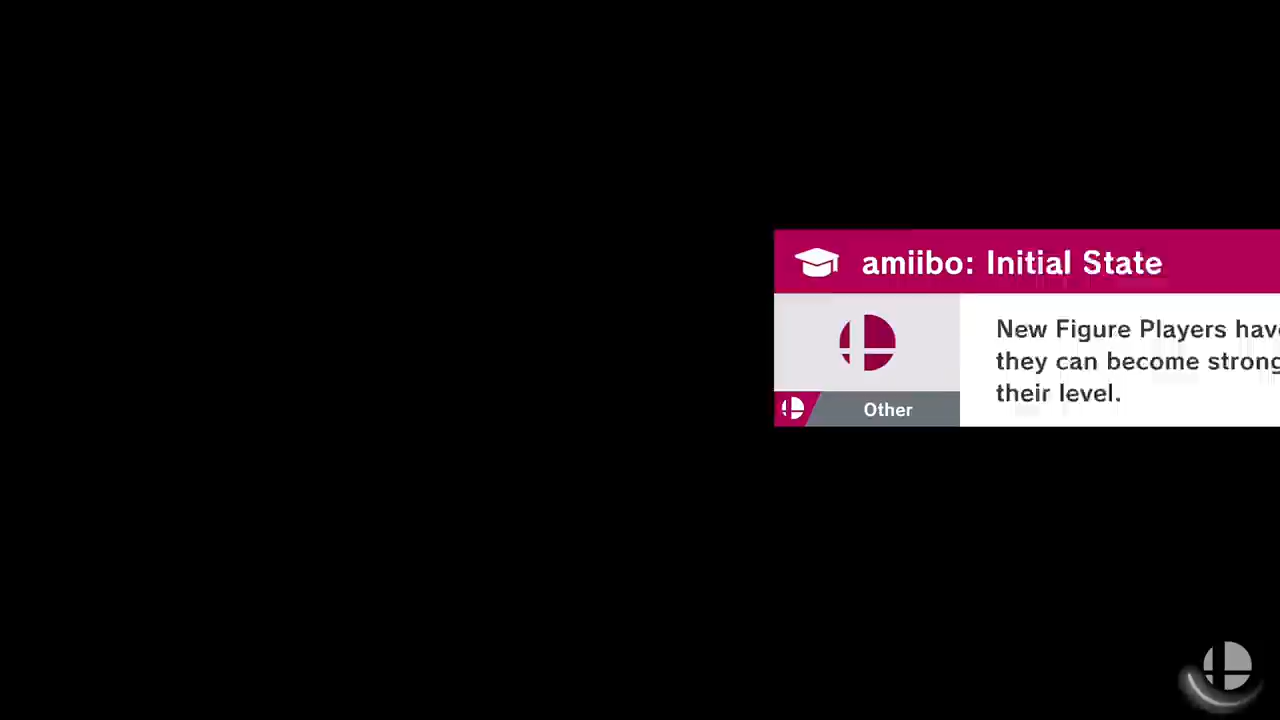 amiibo: Initial State
New Figure Players hav
they can become strong
their level.
Other